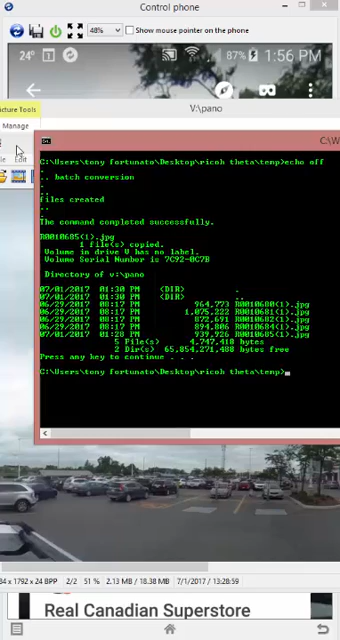 Control phone
48%
Show mouse pointer on the phone
24°
87%
1:56 PM
icture Tools
V:\pano
Manage
Edit
C:\W
C:\Users\tony fortunato\Desktop\ricoh theta\temp>echo off
.
.. batch conversion
.
..
files created
..
The command completed successfully.
R0010685(1).jpg
1 file(s) copied.
Volume in drive V has no label.
Volume Serial Number is 7C92-0C7B
Directory of v:\pano
07/01/2017 01:30 PM <DIR> .
07/01/2017 01:30 PM <DIR> ..
06/29/2017 08:17 PM 964,773 R0010680(1).jpg
06/29/2017 08:17 PM 1,075,222 R0010681(1).jpg
06/29/2017 08:17 PM 872,691 R0010682(1).jpg
06/29/2017 08:17 PM 894,806 R0010684(1).jpg
07/01/2017 01:28 PM 939,926 R0010685(1).jpg
5 File(s) 4,747,418 bytes
2 Dir(s) 65,854,271,488 bytes free
Press any key to continue . . .
C:\Users\tony fortunato\Desktop\ricoh theta\temp>
84 x 1792 x 24 BPP
2/2
51 %
2.13 MB / 18.38 MB
7/1/2017 / 13:28:59
Real Canadian Superstore